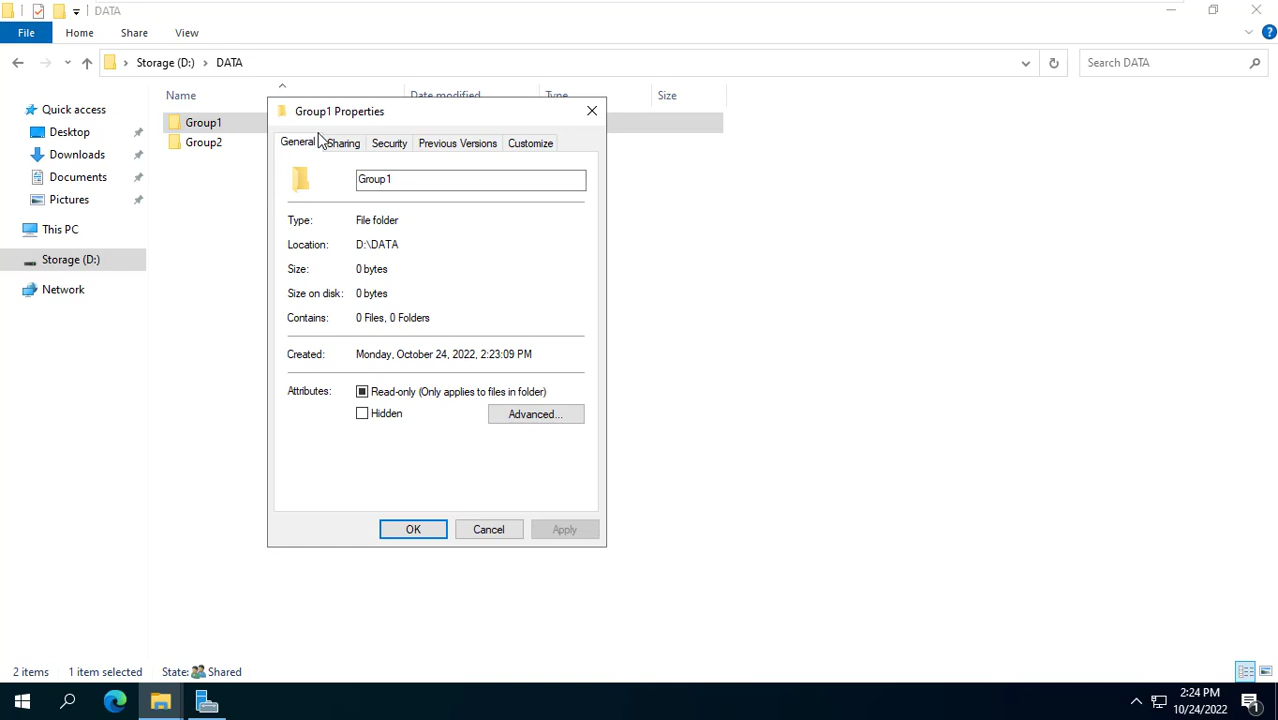 DATA
File Home Share View
Storage (D:) DATA
Search DATA
Name Date modified Type Size
Quick access
Desktop
Downloads
Documents
Pictures
This PC
Storage (D:)
Network
Group1
Group2
Group1 Properties
General Sharing Security Previous Versions Customize
Group1
Type: File folder
Location: D:\DATA
Size: 0 bytes
Size on disk: 0 bytes
Contains: 0 Files, 0 Folders
Created: Monday, October 24, 2022, 2:23:09 PM
Attributes: Read-only (Only applies to files in folder)
Hidden Advanced...
OK Cancel Apply
2 items 1 item selected State: Shared
2:24 PM
10/24/2022
1